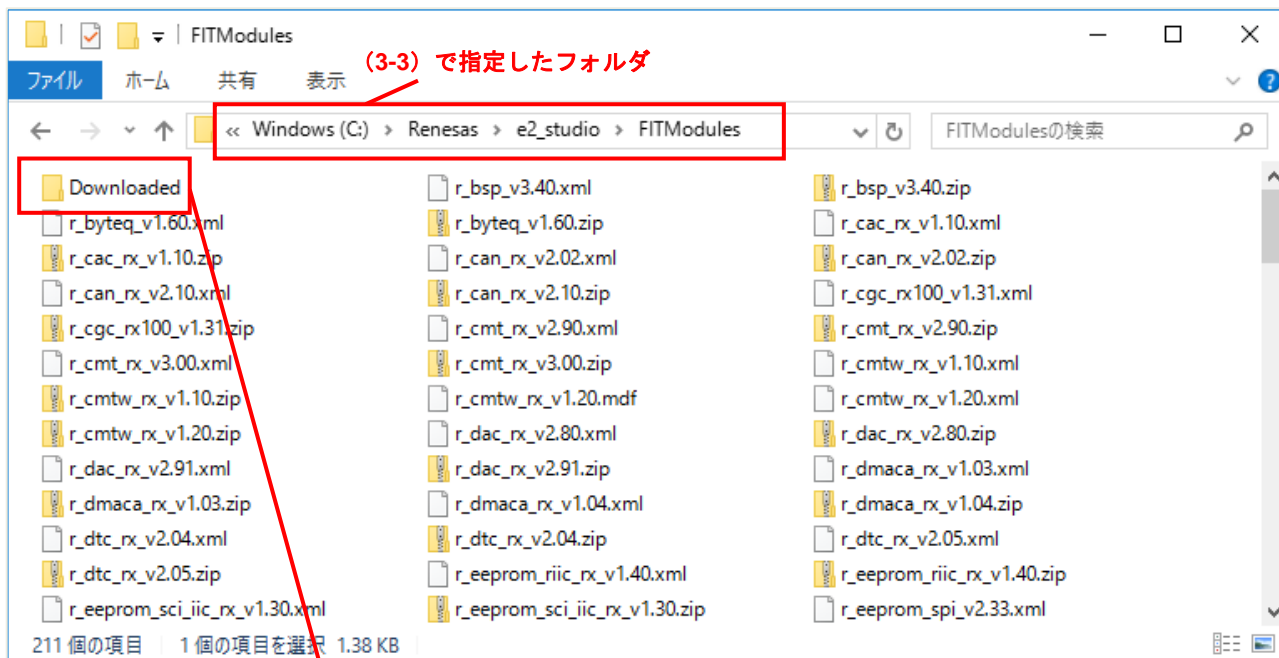 FITModules
（3-3）で指定したフォルダ
ファイル ホーム 共有 表示
« Windows (C:) › Renesas › e2_studio › FITModules FITModulesの検索
Downloaded r_bsp_v3.40.xml r_bsp_v3.40.zip
r_byteq_v1.60.xml r_byteq_v1.60.zip r_cac_rx_v1.10.xml
r_cac_rx_v1.10.zip r_can_rx_v2.02.xml r_can_rx_v2.02.zip
r_can_rx_v2.10.xml r_can_rx_v2.10.zip r_cgc_rx100_v1.31.xml
r_cgc_rx100_v1.31.zip r_cmt_rx_v2.90.xml r_cmt_rx_v2.90.zip
r_cmt_rx_v3.00.xml r_cmt_rx_v3.00.zip r_cmtw_rx_v1.10.xml
r_cmtw_rx_v1.10.zip r_cmtw_rx_v1.20.mdf r_cmtw_rx_v1.20.xml
r_cmtw_rx_v1.20.zip r_dac_rx_v2.80.xml r_dac_rx_v2.80.zip
r_dac_rx_v2.91.xml r_dac_rx_v2.91.zip r_dmaca_rx_v1.03.xml
r_dmaca_rx_v1.03.zip r_dmaca_rx_v1.04.xml r_dmaca_rx_v1.04.zip
r_dtc_rx_v2.04.xml r_dtc_rx_v2.04.zip r_dtc_rx_v2.05.xml
r_dtc_rx_v2.05.zip r_eeprom_riic_rx_v1.40.xml r_eeprom_riic_rx_v1.40.zip
r_eeprom_sci_iic_rx_v1.30.xml r_eeprom_sci_iic_rx_v1.30.zip r_eeprom_spi_v2.33.xml
211 個の項目 1 個の項目を選択 1.38 KB